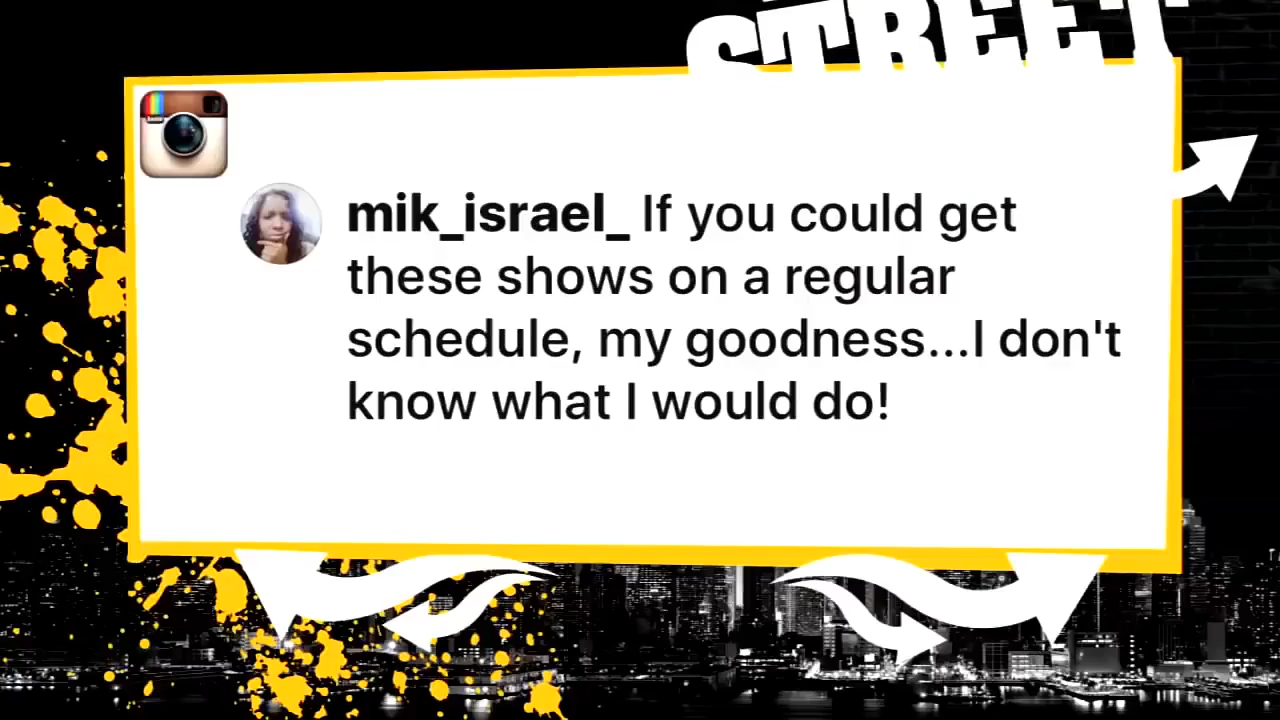 STREET
mik_israel_ If you could get
these shows on a regular
schedule, my goodness...I don't
know what I would do!